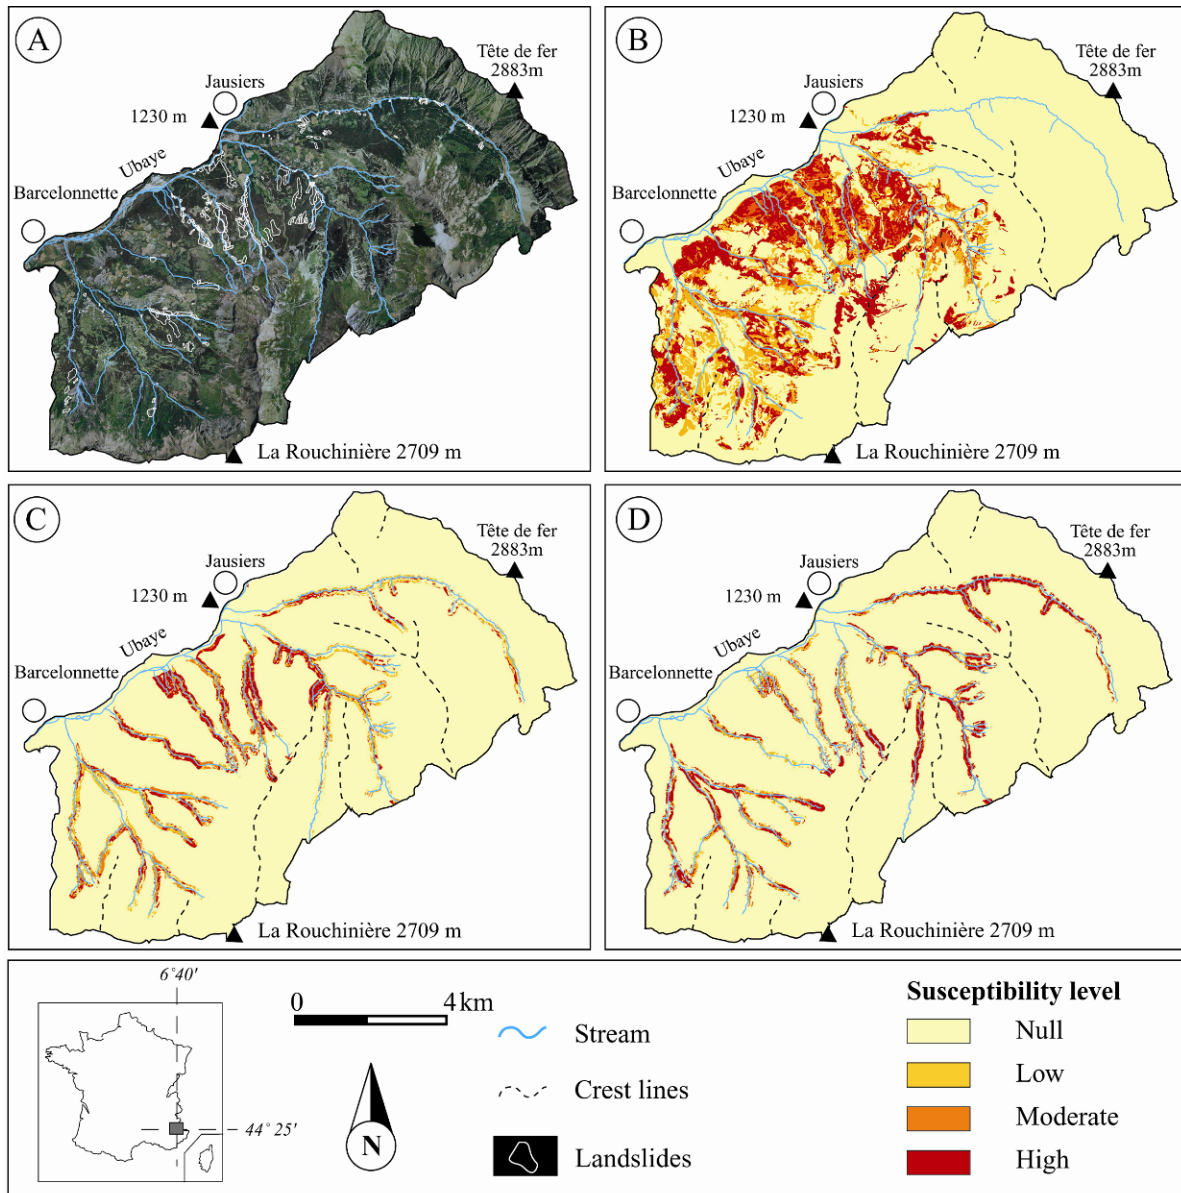 A
Tête de fer
2883m
Jausiers
1230 m
Ubaye
Barcelonnette
La Rouchinière 2709 m
B
Tête de fer
2883m
Jausiers
1230 m
Ubaye
Barcelonnette
La Rouchinière 2709 m
C
Tête de fer
2883m
Jausiers
1230 m
Ubaye
Barcelonnette
La Rouchinière 2709 m
D
Tête de fer
2883m
Jausiers
1230 m
Ubaye
Barcelonnette
La Rouchinière 2709 m
6°40'
44° 25'
0 4 km
N
Stream
Crest lines
Landslides
Susceptibility level
Null
Low
Moderate
High